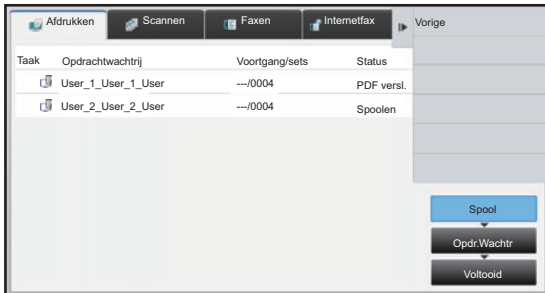 Afdrukken Scannen Faxen Internetfax Vorige
Taak Opdrachtwachtrij Voortgang/sets Status
User_1_User_1_User ---/0004 PDF versl.
User_2_User_2_User ---/0004 Spoolen
Spool
Opdr.Wachtr
Voltooid